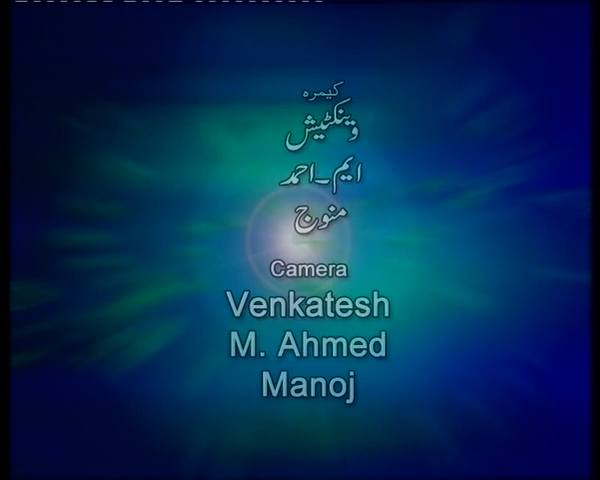 کیمرہ
وینکٹیش
ایم۔احمد
منوج
Camera
Venkatesh
M. Ahmed
Manoj